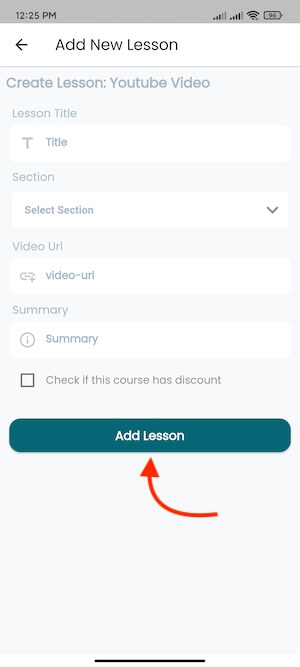 12:25 PM
96
Add New Lesson
Create Lesson: Youtube Video
Lesson Title
Title
Section
Select Section
Video Url
video-url
Summary
Summary
Check if this course has discount
Add Lesson